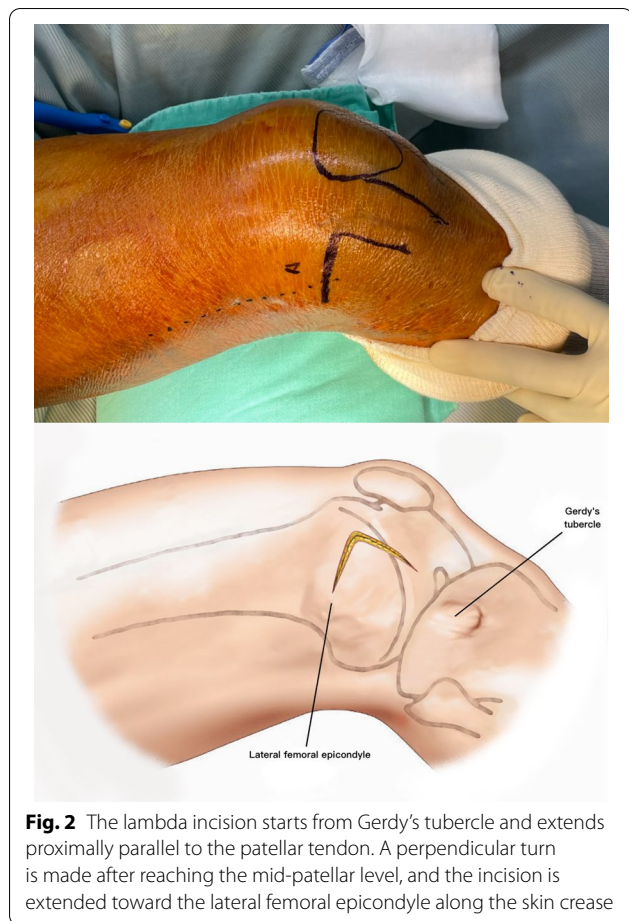 Gerdy's
tubercle
Lateral femoral epicondyle
Fig. 2 The lambda incision starts from Gerdy's tubercle and extends
proximally parallel to the patellar tendon. A perpendicular turn
is made after reaching the mid-patellar level, and the incision is
extended toward the lateral femoral epicondyle along the skin crease